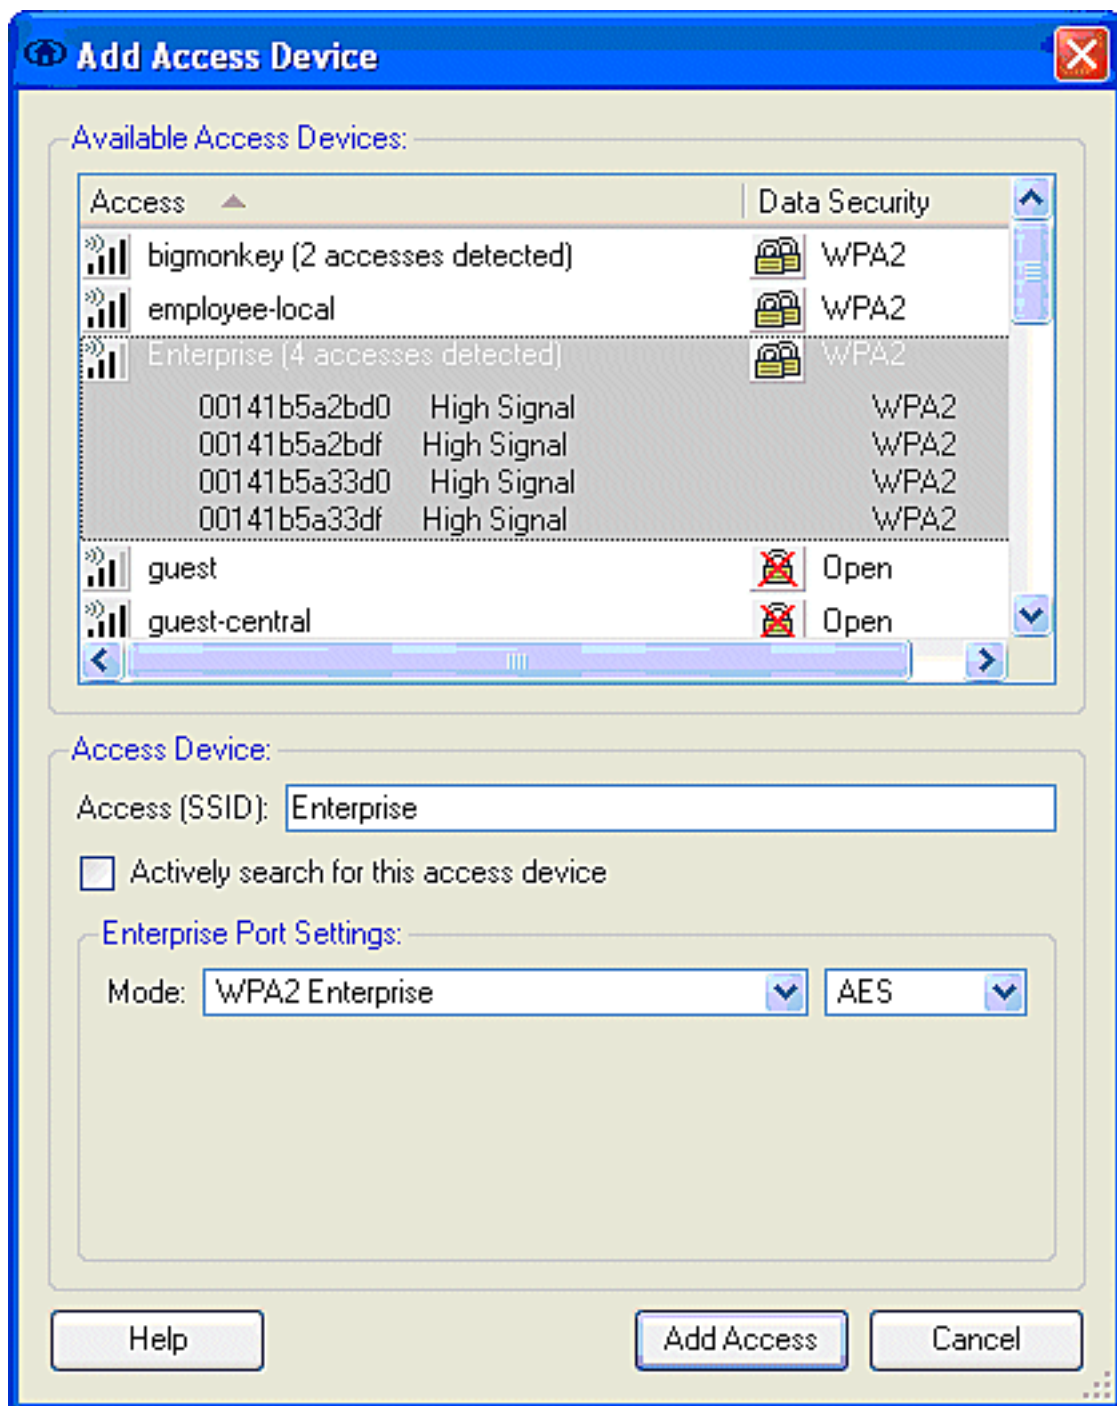 Add Access Device
Available Access Devices:
Access Data Security
bigmonkey (2 accesses detected) WPA2
employee-local WPA2
Enterprise (4 accesses detected) WPA2
00141b5a2bd0 High Signal WPA2
00141b5a2bdf High Signal WPA2
00141b5a33d0 High Signal WPA2
00141b5a33df High Signal WPA2
guest Open
guest-central Open
Access Device:
Access (SSID): Enterprise
Actively search for this access device
Enterprise Port Settings:
Mode: WPA2 Enterprise AES
Help Add Access Cancel